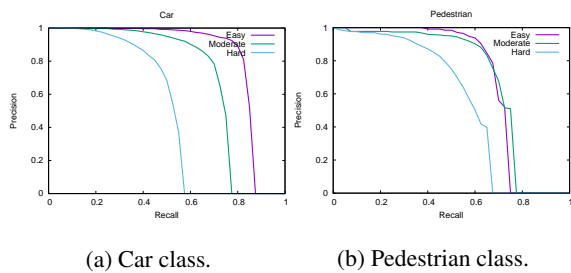 Car
Pedestrian
1
0.8
0.6
0.4
0.2
0
0
0.2
0.4
0.6
0.8
1
Precision
Recall
Easy
Moderate
Hard
1
0.8
0.6
0.4
0.2
0
0
0.2
0.4
0.6
0.8
1
Precision
Recall
Easy
Moderate
Hard
(a) Car class.
(b) Pedestrian class.